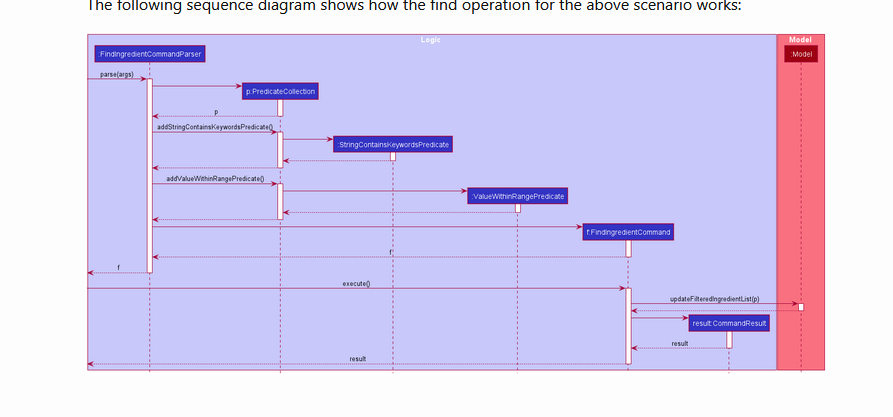 The following sequence diagram shows how the find operation for the above scenario works:
Logic
Model
:FindIngredientCommandParser
:Model
parse(args)
p:PredicateCollection
p
addStringContainsKeywordsPredicate()
:StringContainsKeywordsPredicate
addValueWithinRangePredicate()
:ValueWithinRangePredicate
f:FindIngredientCommand
f
f
execute()
updateFilteredIngredientList(p)
result:CommandResult
result
result